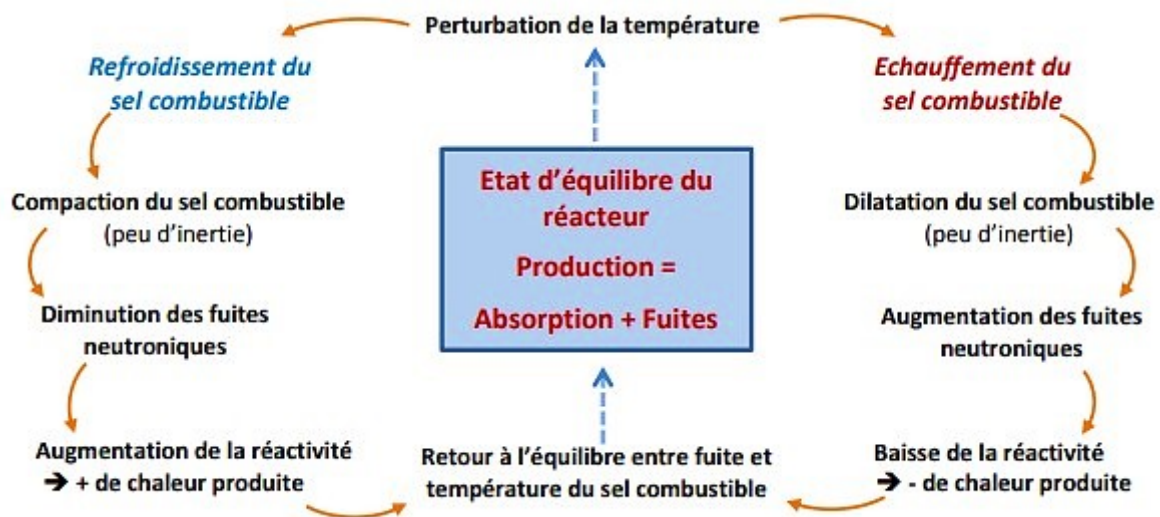 Perturbation de la température
Refroidissement du
sel combustible
Echauffement du
sel combustible
Etat d’équilibre du
réacteur
Production =
Absorption + Fuites
Compaction du sel combustible
(peu d’inertie)
Dilatation du sel combustible
(peu d’inertie)
Diminution des fuites
neutroniques
Augmentation des fuites
neutroniques
Augmentation de la réactivité
➔ + de chaleur produite
Retour à l’équilibre entre fuite et
température du sel combustible
Baisse de la réactivité
➔ - de chaleur produite